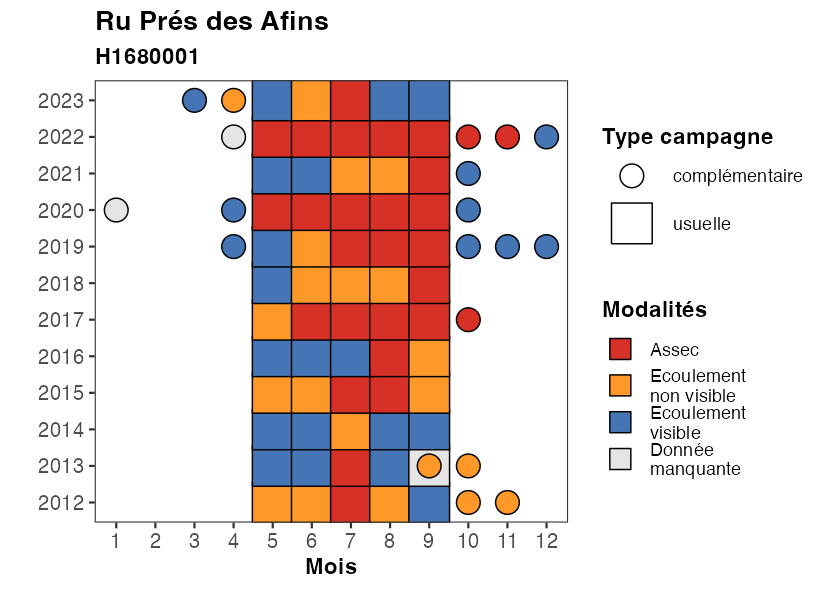 Ru Prés des Afins
H1680001
2023
2022
2021
2020
2019
2018
2017
2016
2015
2014
2013
2012
1 2 3 4 5 6 7 8 9 10 11 12
Mois
Type campagne
complémentaire
usuelle
Modalités
Assec
Ecoulement
non visible
Ecoulement
visible
Donnée
manquante